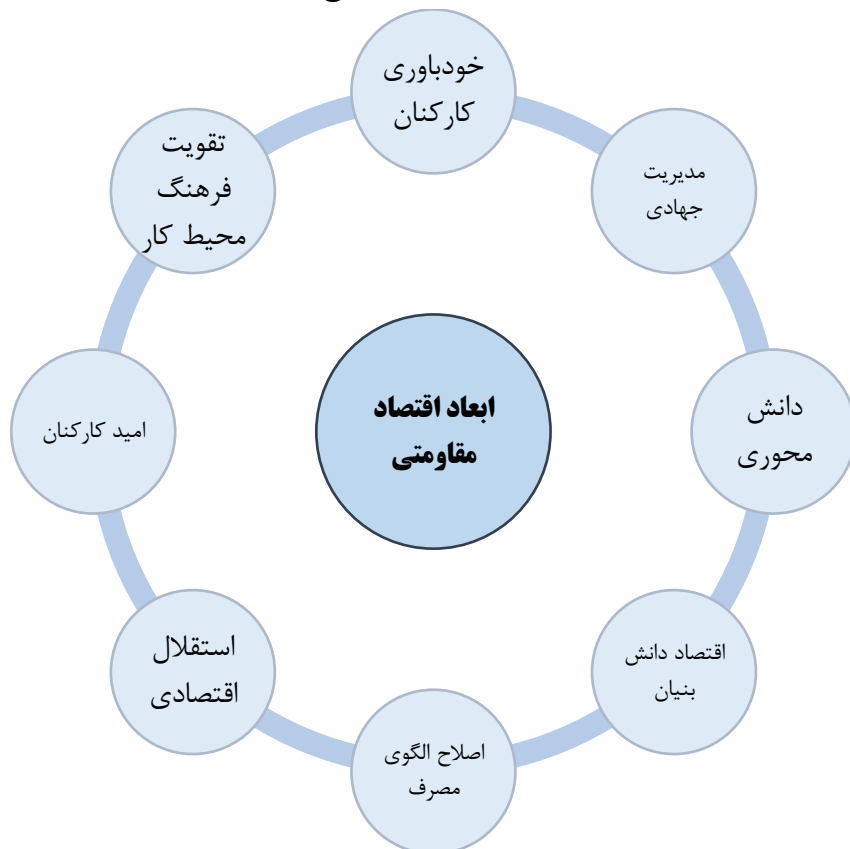 خودباوری
کارکنان
مدیریت
جهادی
دانش
محوری
اقتصاد دانش
بنیان
اصلاح الگوی
مصرف
استقلال
اقتصادی
امید کارکنان
تقویت
فرهنگ
محیط کار
ابعاد اقتصاد
مقاومتی